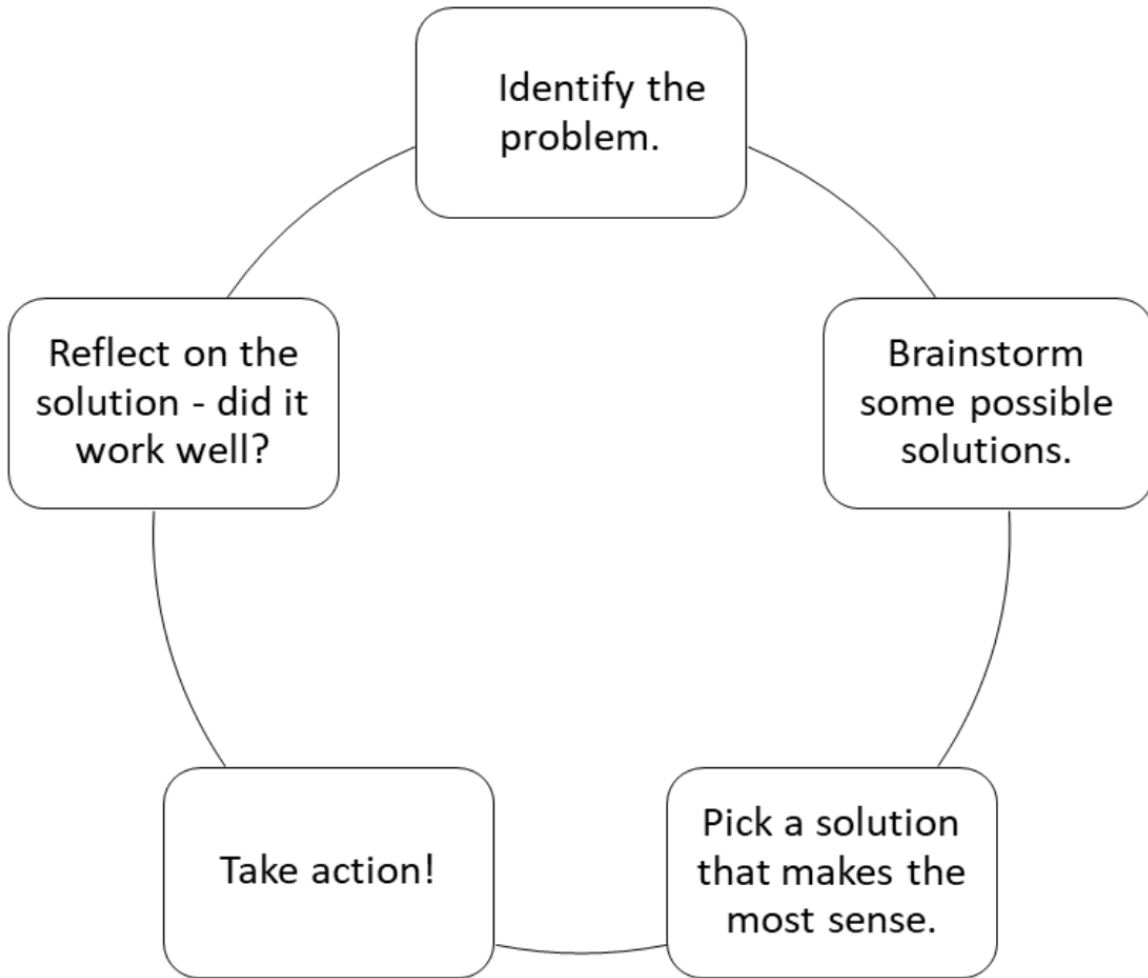 Identify the
problem.
Brainstorm
some possible
solutions.
Pick a solution
that makes the
most sense.
Take action!
Reflect on the
solution - did it
work well?